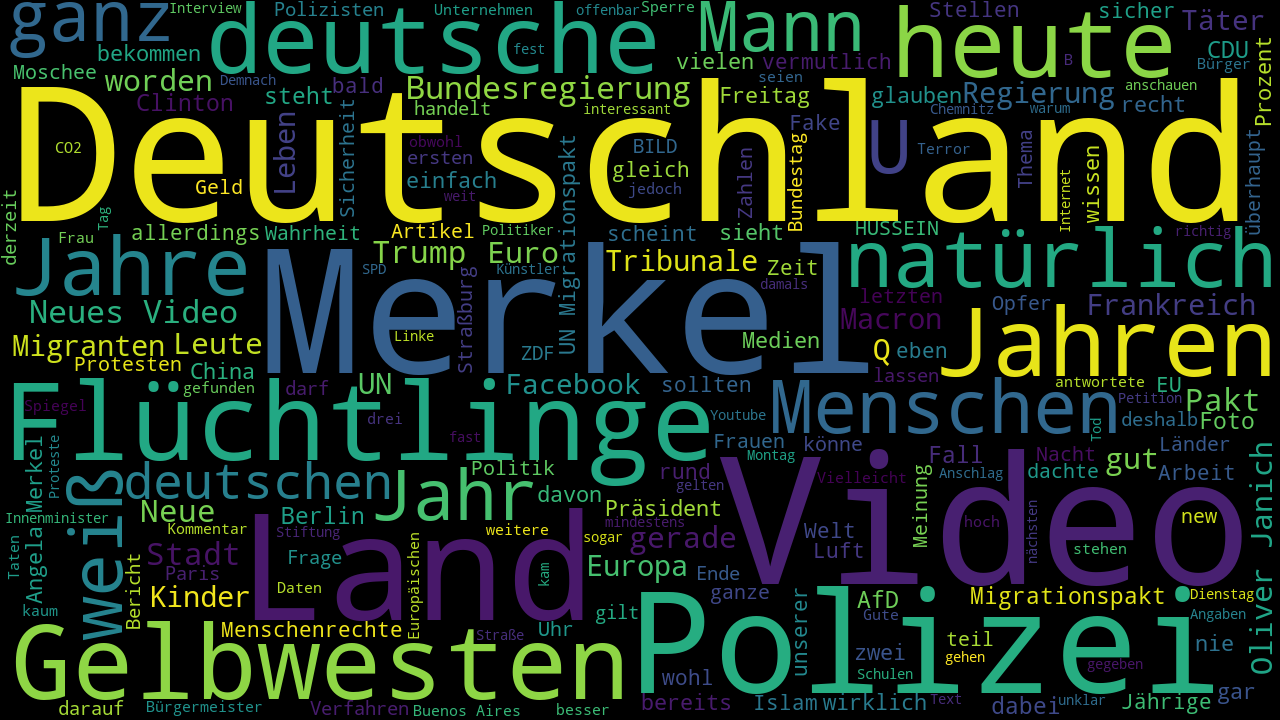 ganz
Interview
deutsche
Polizisten
Unternehmen
offenbar
Sperre
Mann
heute
Stellen
sicher
Täter
bekommen
fest
vielen
vermutlich
B
CDU
Bürger
Prozent
Moschee
worden
Demnach
bald
Bundesregierung
seien
anschauen
Clinton
steht
handelt
interessant
Freitag
glauben
Regierung
recht
Deutschland
CO2
Geld
Leben
Sicherheit
obwohl
ersten
einfach
weit
BILD
gleich
jedoch
Fake
Zahlen
Bundestag
U
Chemnitz
warum
Terror
Thema
Internet
wissen
überhaupt
derzeit
Tag
Frau
allerdings
Wahrheit
Artikel
Politiker
UN Migrationspakt
scheint
sieht
HUSSEIN
richtig
Jahre
Merkel
SPD
Trump
Euro
Künstler
Straßburg
Tribunale
Zeit
damals
natürlich
letzten
Opfer
Frankreich
Neues Video
Linke
ZDF
Medien
Macron
Jahren
Migranten
Leute
Protesten
China
Q
eben
lassen
gefunden
darf
UN
Facebook
sollten
antwortete
EU
Pakt
Flüchtlinge
Spiegel
drei
fast
Youtube
Menschen
Petition
deshalb
Foto
Tod
Angela Merkel
Proteste
weiß
deutschen
Jahr
Politik
davon
Frauen
Montag
könne
Fall
Nacht
Länder
rund
gelten
Video
Vielleicht
Meinung
Anschlag
dachte
gut
Arbeit
Oliver Janich
Innenminister
Neue
Berlin
Präsident
mindestens
Welt
hoch
nächsten
new
Kommentar
Stiftung
Land
weitere
sogar
gerade
Luft
stehen
Taten
Bericht
Stadt
Frage
Europäischen
kam
Europa
Ende
Paris
Daten
ganze
Kinder
kaum
gilt
Polizei
unserer
AfD
Gute
Migrationspakt
Dienstag
Angaben
Gelbwesten
Menschenrechte
Straße
Uhr
zwei
teil
gehen
nie
wohl
Schulen
gegeben
darauf
Bürgermeister
Verfahren
Buenos Aires
besser
bereits
Islam
wirklich
Text
dabei
unklar
Jährige
gar